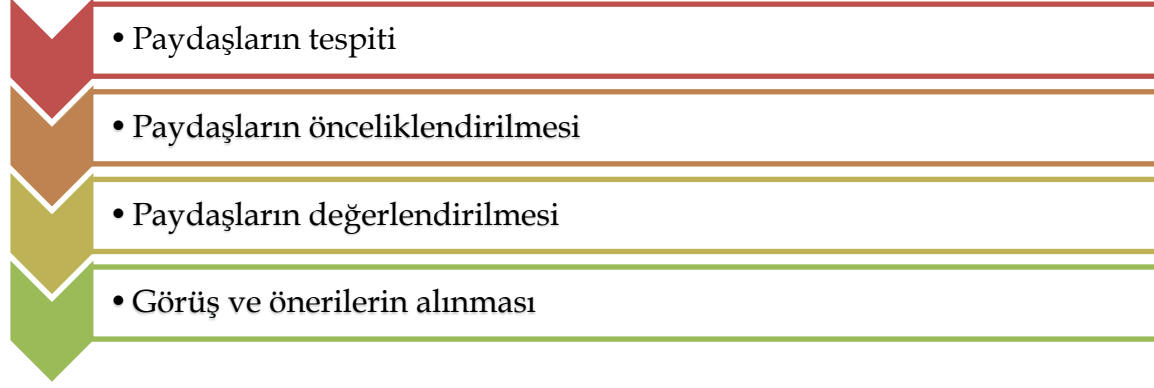 • Paydaşların tespiti
• Paydaşların önceliklendirilmesi
• Paydaşların değerlendirilmesi
• Görüş ve önerilerin alınması